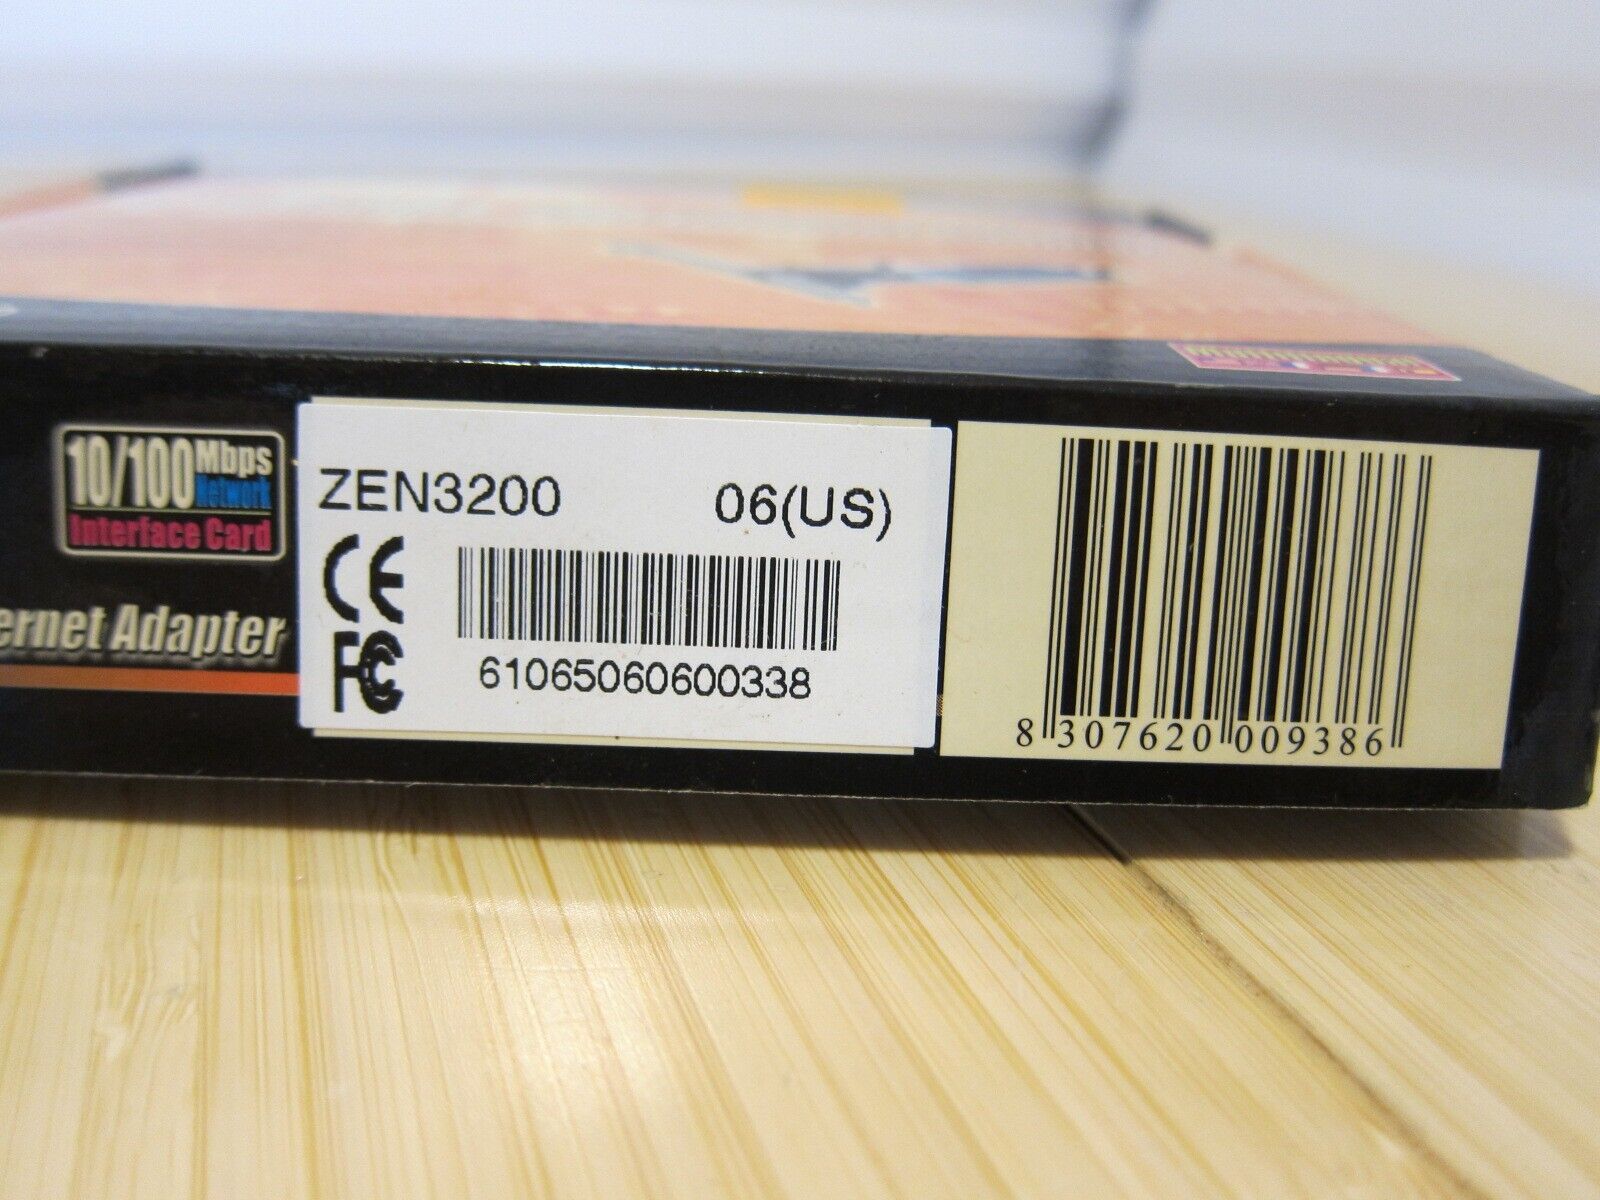 10/100 Mbps
Network
Interface Card
ernet Adapter
ZEN3200 06(US)
CE
FC
61065060600338
8 307620 009386